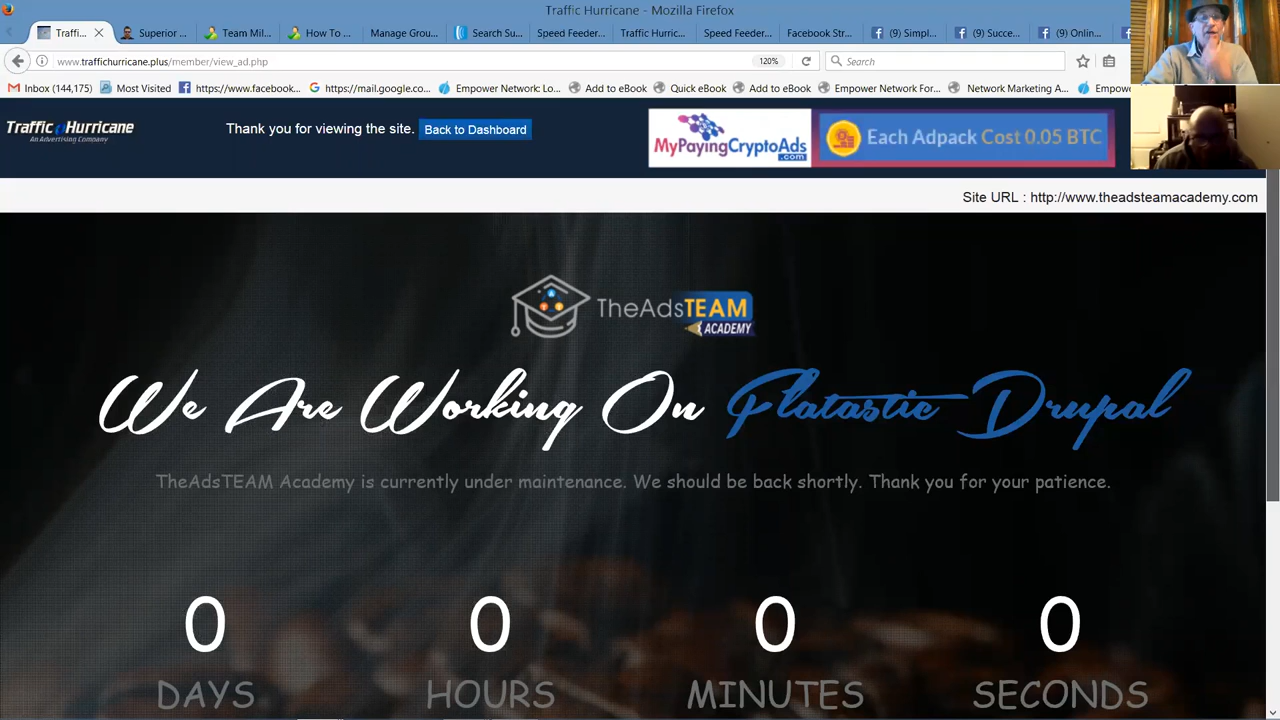 Traffic Hurricane - Mozilla Firefox
Traffi...
Superior ...
Team Mil...
How To ...
Manage Grou...
Search Su...
Speed Feeder...
Traffic Hurric...
Speed Feeder...
Facebook Str...
(9) Simpl...
(9) Succe...
(9) Onlin...
www.traffichurricane.plus/member/view_ad.php
120%
Search
Inbox (144,175)
Most Visited
https://www.facebook...
https://mail.google.co...
Empower Network: Lo...
Add to eBook
Quick eBook
Add to eBook
Empower Network For...
Network Marketing A...
Empowe
Traffic Hurricane
An Advertising Company
Thank you for viewing the site.
Back to Dashboard
MyPayingCryptoAds
.com
Each Adpack Cost 0.05 BTC
Site URL : http://www.theadsteamacademy.com
TheAdsTEAM
ACADEMY
We Are Working On Flatastic Drupal
TheAdsTEAM Academy is currently under maintenance. We should be back shortly. Thank you for your patience.
0 0 0 0
DAYS HOURS MINUTES SECONDS